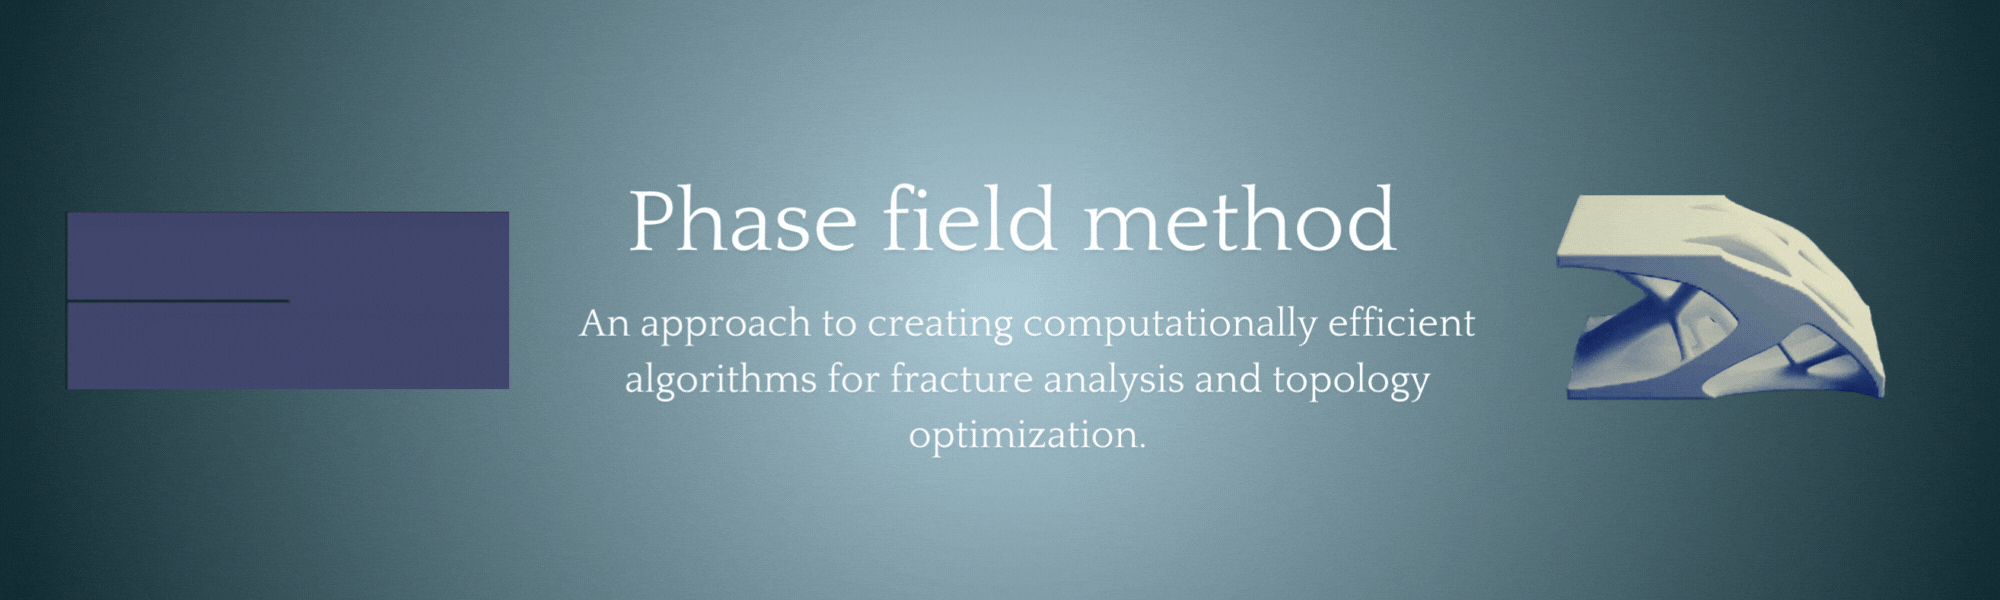 Phase field method
An approach to creating computationally efficient
algorithms for fracture analysis and topology
optimization.